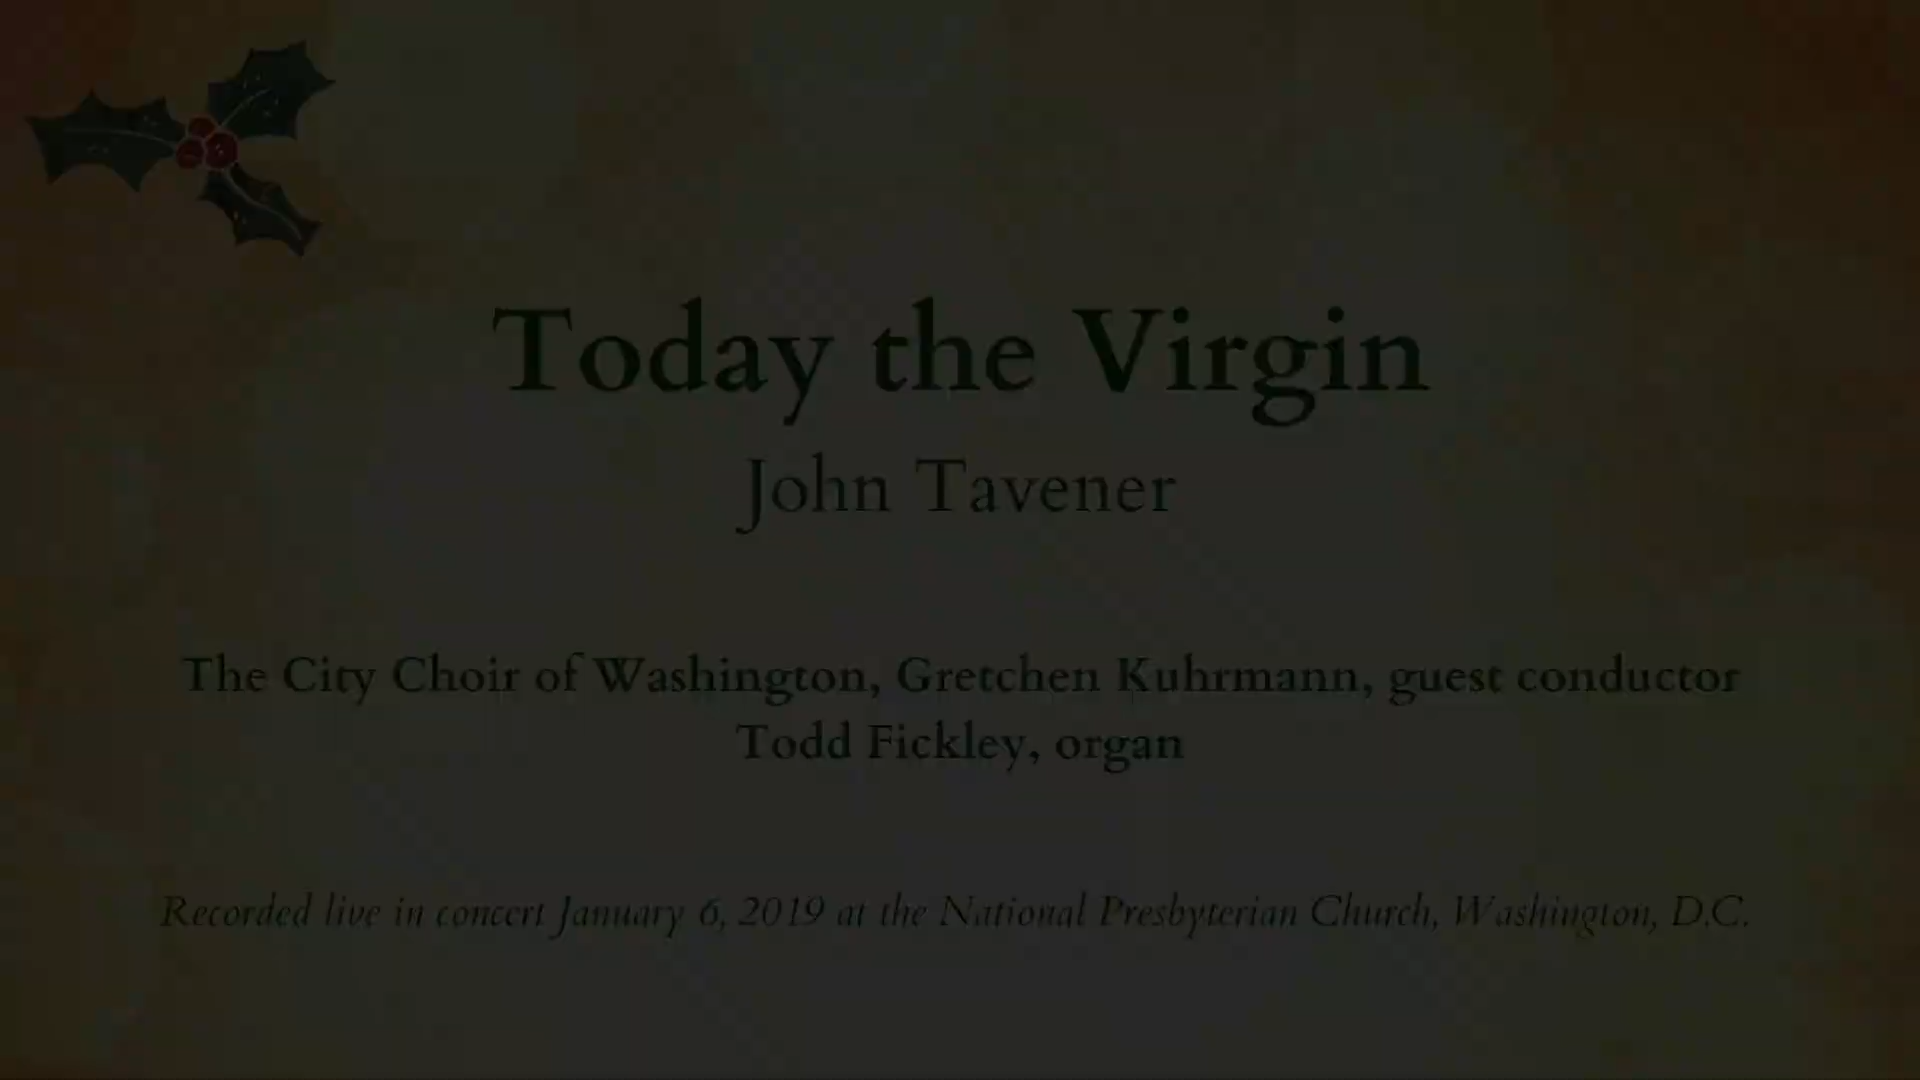 Today the Virgin
John Tavener
The City Choir of Washington, Gretchen Kuhrmann, guest conductor
Todd Fickley, organ
Recorded live in concert January 6, 2019 at the National Presbyterian Church, Washington, D.C.